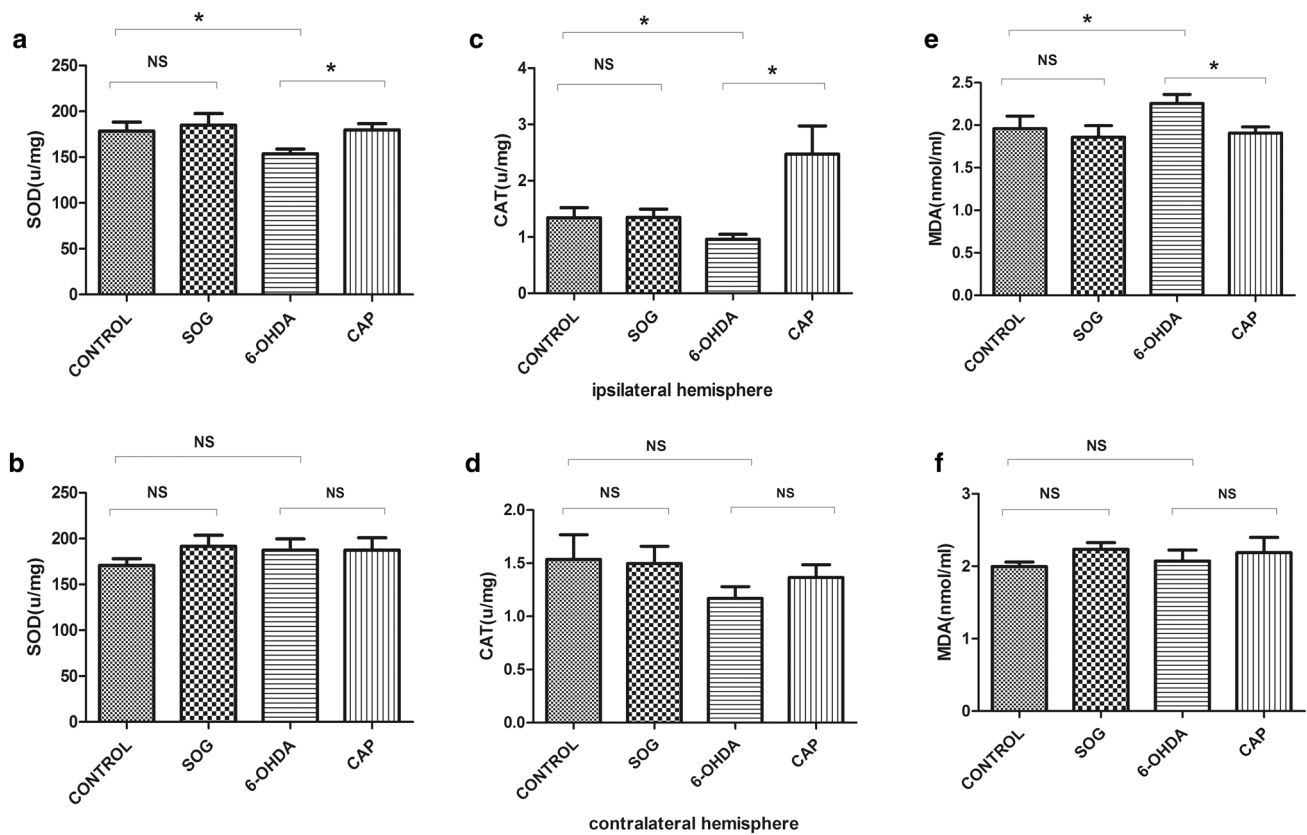 a
*
NS
*
SOD(u/mg)
250
200
150
100
50
0
CONTROL
SOG
6-OHDA
CAP
c
*
NS
*
CAT(u/mg)
4
3
2
1
0
CONTROL
SOG
6-OHDA
CAP
ipsilateral hemisphere
e
*
NS
*
MDA(nmol/ml)
2.5
2.0
1.5
1.0
0.5
0.0
CONTROL
SOG
6-OHDA
CAP
b
NS
NS
NS
SOD(u/mg)
250
200
150
100
50
0
CONTROL
SOG
6-OHDA
CAP
d
NS
NS
NS
CAT(u/mg)
2.0
1.5
1.0
0.5
0.0
CONTROL
SOG
6-OHDA
CAP
contralateral hemisphere
f
NS
NS
NS
MDA(nmol/ml)
3
2
1
0
CONTROL
SOG
6-OHDA
CAP